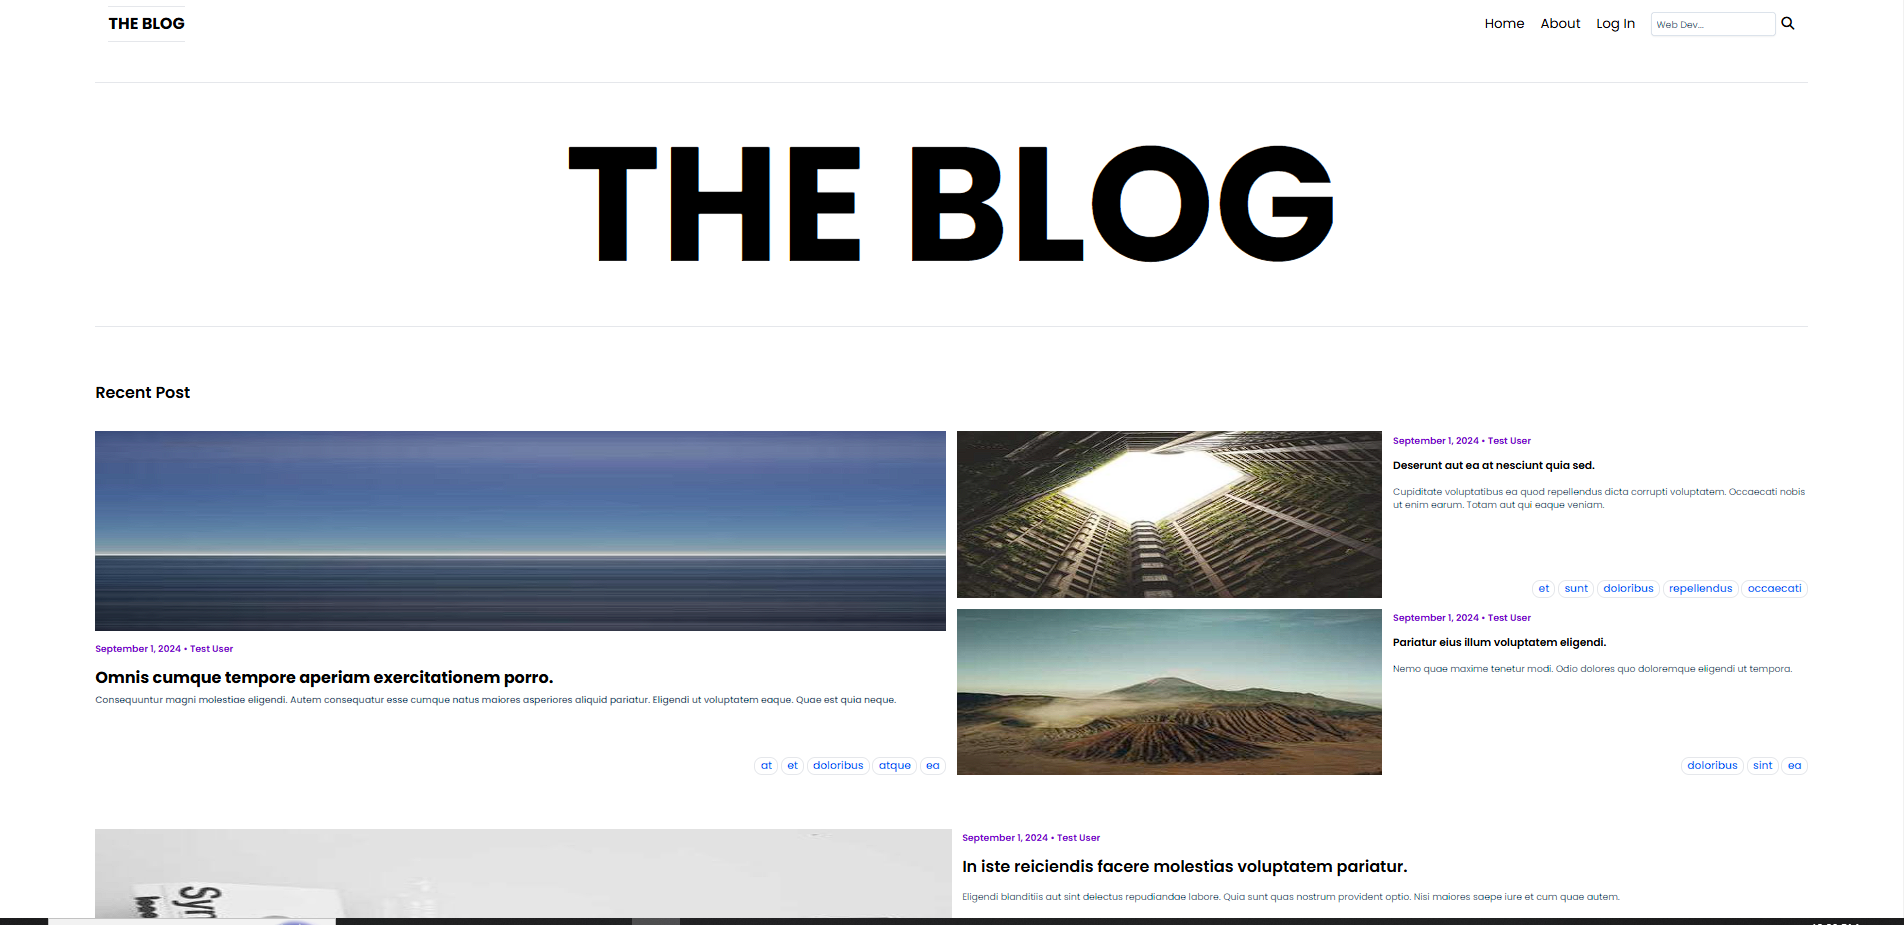 THE BLOG
Home About Log In Web Dev...
THE BLOG
Recent Post
September 1, 2024 • Test User
Omnis cumque tempore aperiam exercitationem porro.
Consequuntur magni molestiae eligendi. Autem consequatur esse cumque natus maiores asperiores aliquid pariatur. Eligendi ut voluptatem eaque. Quae est quia neque.
at et doloribus atque ea
September 1, 2024 • Test User
Deserunt aut ea at nesciunt quia sed.
Cupiditate voluptatibus ea quod repellendus dicta corrupti voluptatem. Occaecati nobis
ut enim earum. Totam aut qui eaque veniam.
et sunt doloribus repellendus occaecati
September 1, 2024 • Test User
Pariatur eius illum voluptatem eligendi.
Nemo quae maxime tenetur modi. Odio dolores quo doloremque eligendi ut tempora.
doloribus sint ea
September 1, 2024 • Test User
In iste reiciendis facere molestias voluptatem pariatur.
Eligendi blanditiis aut sint delectus repudiandae labore. Quia sunt quas nostrum provident optio. Nisi maiores saepe iure et cum quae autem.